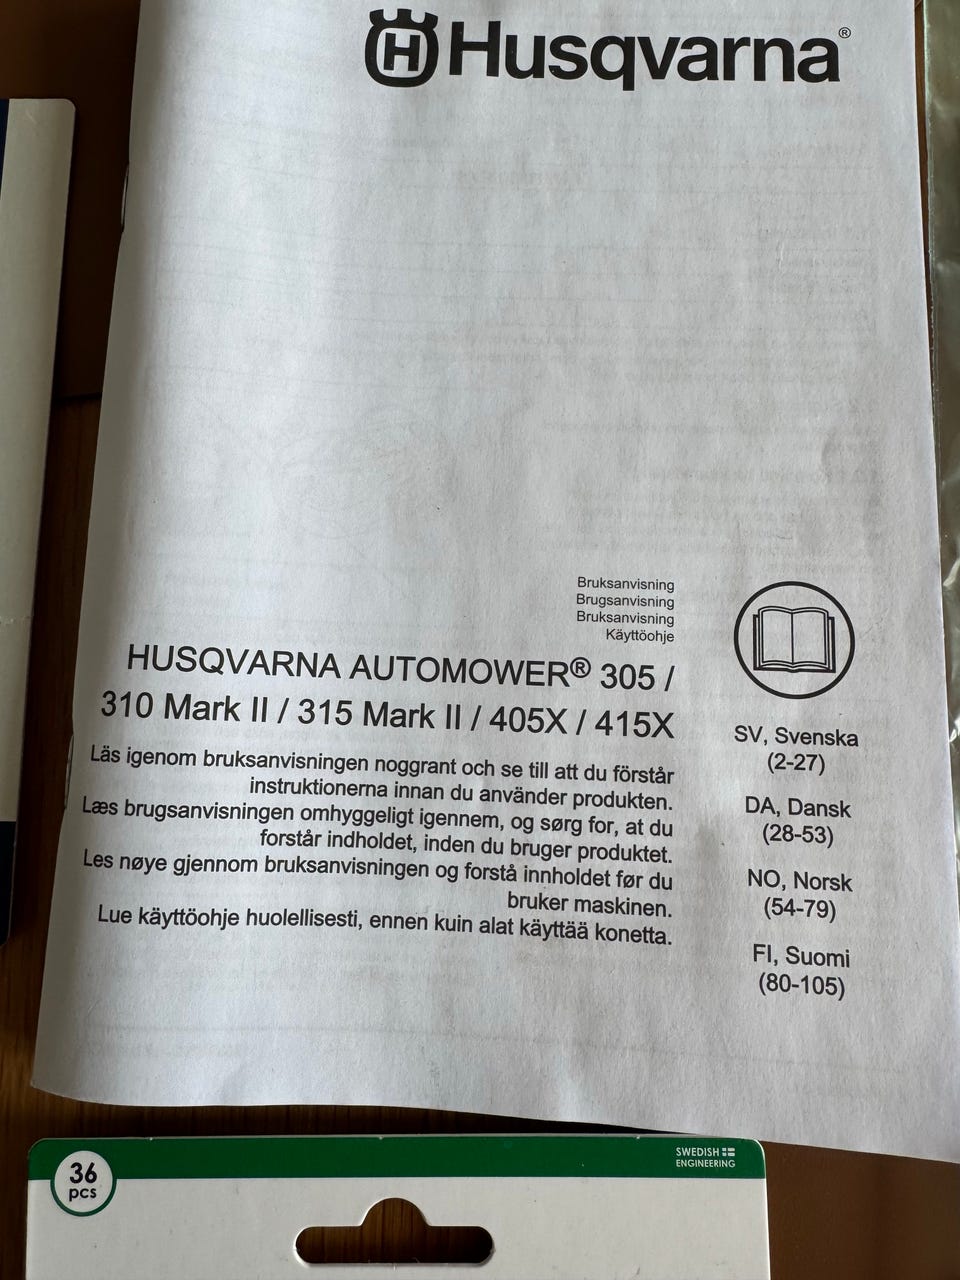 Husqvarna®
Bruksanvisning
Brugsanvisning
Bruksanvisning
Käyttöohje
HUSQVARNA AUTOMOWER® 305 /
310 Mark II / 315 Mark II / 405X / 415X
Läs igenom bruksanvisningen noggrant och se till att du förstår
instruktionerna innan du använder produkten.
Læs brugsanvisningen omhyggeligt igennem, og sørg for, at du
forstår indholdet, inden du bruger produktet.
Les nøye gjennom bruksanvisningen og forstå innholdet før du
bruker maskinen.
Lue käyttöohje huolellisesti, ennen kuin alat käyttää konetta.
SV, Svenska
(2-27)
DA, Dansk
(28-53)
NO, Norsk
(54-79)
FI, Suomi
(80-105)
36
pcs
SWEDISH
ENGINEERING